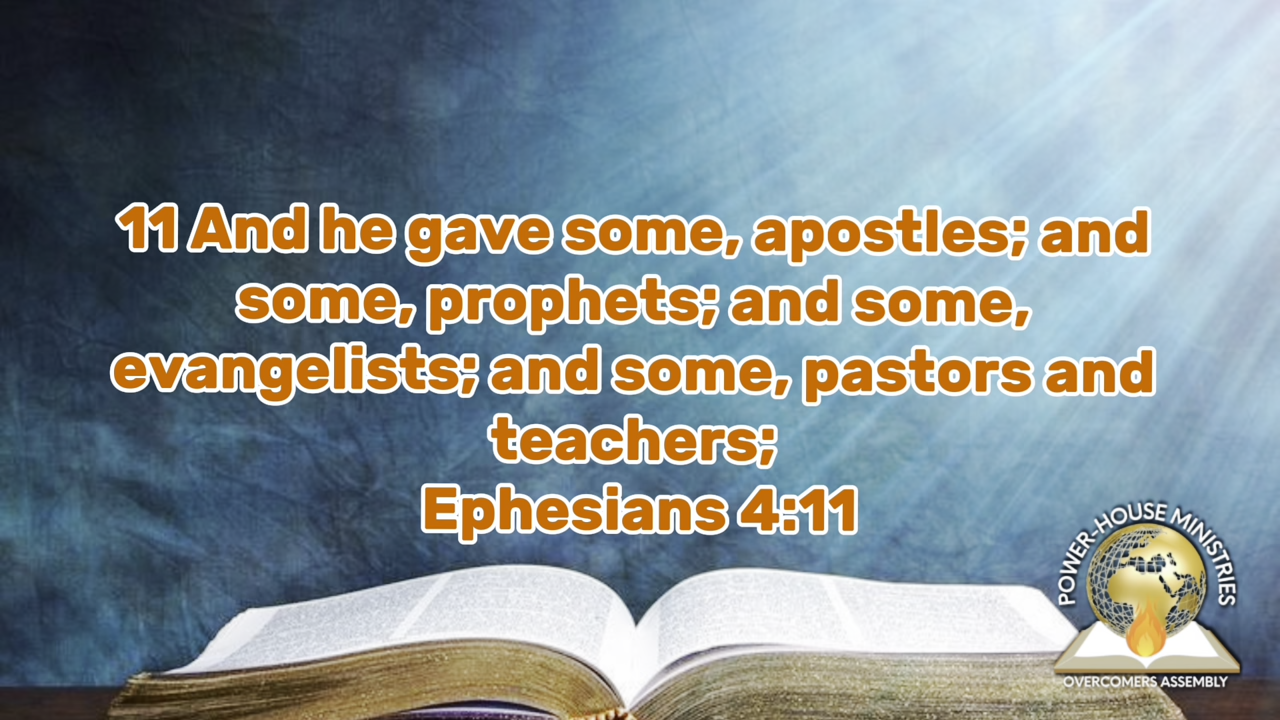 11 And he gave some, apostles; and
some, prophets; and some,
evangelists; and some, pastors and
teachers;
Ephesians 4:11
POWER-HOUSE MINISTRIES
OVERCOMERS ASSEMBLY